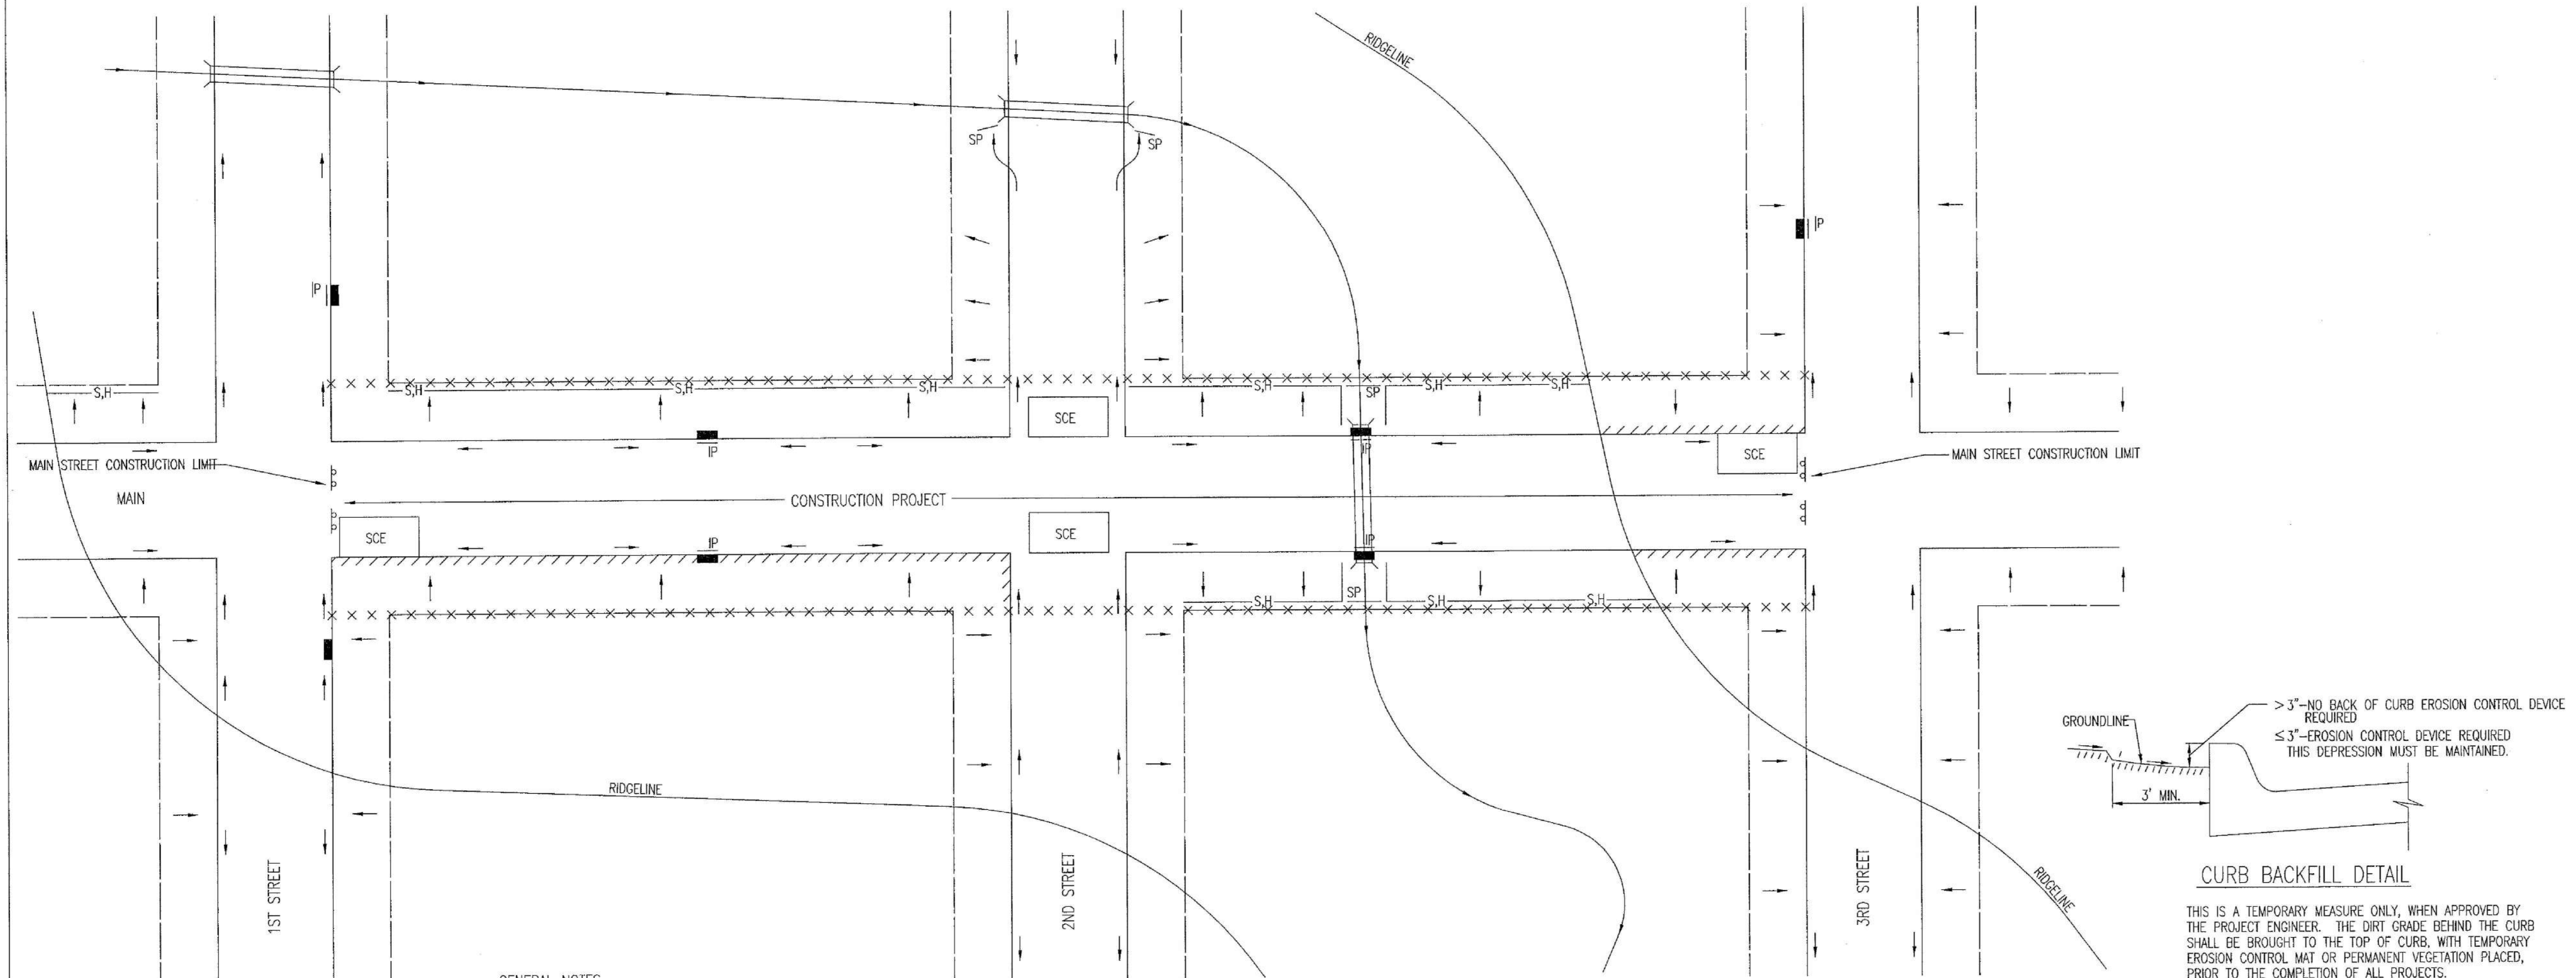 RIDGELINE
SP
SP
IP
IP
S,H
S,H
S,H
S,H
S,H
SP
S,H
S,H
SCE
IP
IP
SCE
MAIN STREET CONSTRUCTION LIMIT
MAIN STREET CONSTRUCTION LIMIT
MAIN
CONSTRUCTION PROJECT
SCE
IP
SCE
IP
S,H
SP
S,H
S,H
RIDGELINE
1ST STREET
2ND STREET
3RD STREET
RIDGELINE
GROUNDLINE
>3"-NO BACK OF CURB EROSION CONTROL DEVICE
REQUIRED
≤3"-EROSION CONTROL DEVICE REQUIRED
THIS DEPRESSION MUST BE MAINTAINED.
3' MIN.
CURB BACKFILL DETAIL
THIS IS A TEMPORARY MEASURE ONLY, WHEN APPROVED BY
THE PROJECT ENGINEER. THE DIRT GRADE BEHIND THE CURB
SHALL BE BROUGHT TO THE TOP OF CURB, WITH TEMPORARY
EROSION CONTROL MAT OR PERMANENT VEGETATION PLACED,
PRIOR TO THE COMPLETION OF ALL PROJECTS.
GENERAL NOTES